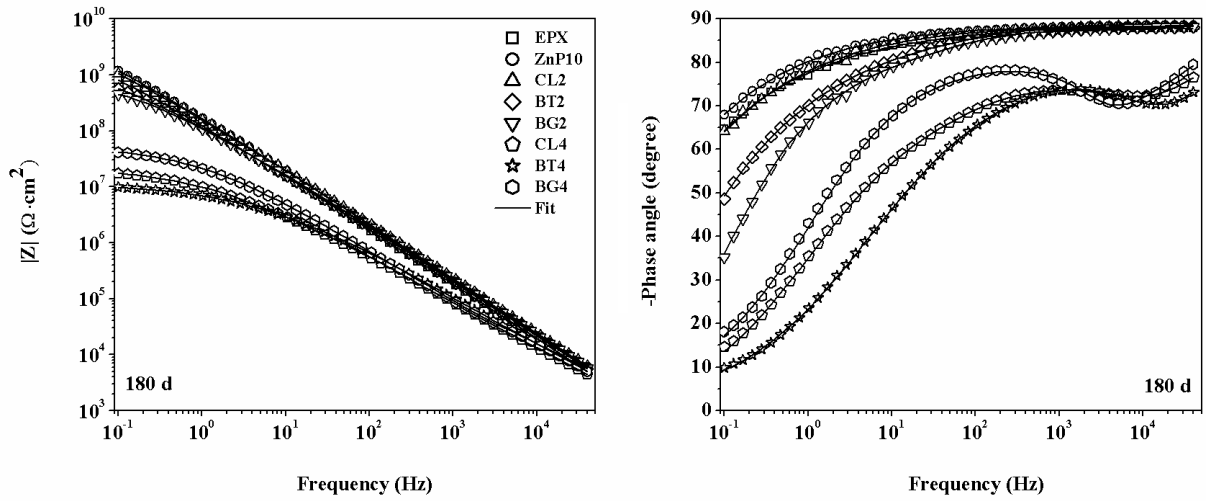 10^10
10^9
10^8
10^7
10^6
10^5
10^4
10^3
|Z| (Ω·cm²)
EPX
ZnP10
CL2
BT2
BG2
CL4
BT4
BG4
Fit
180 d
10^-1
10^0
10^1
10^2
10^3
10^4
Frequency (Hz)
90
80
70
60
50
40
30
20
10
0
-Phase angle (degree)
180 d
10^-1
10^0
10^1
10^2
10^3
10^4
Frequency (Hz)